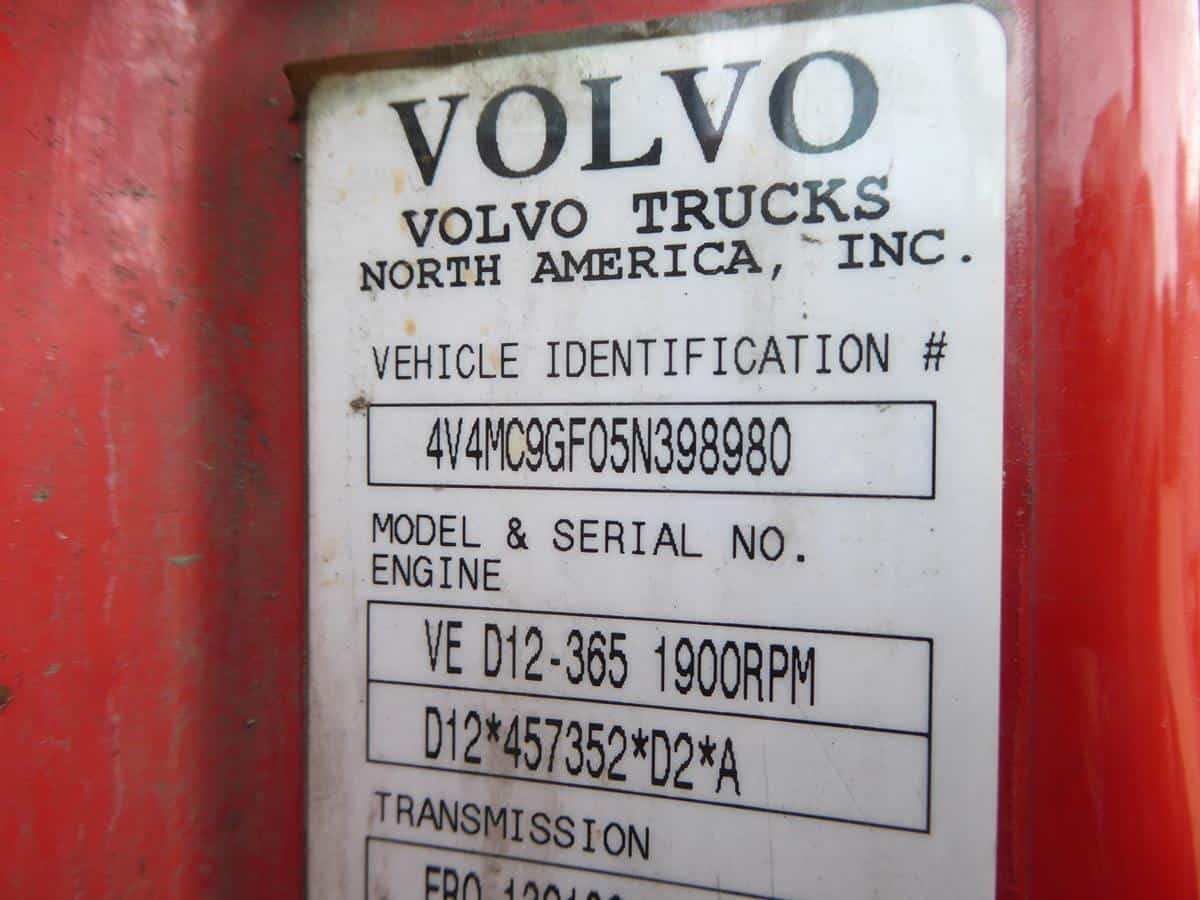 VOLVO
VOLVO TRUCKS
NORTH AMERICA, INC.
VEHICLE IDENTIFICATION #
4V4MC9GF05N398980
MODEL & SERIAL NO.
ENGINE
VE D12-365 1900RPM
D12*457352*D2*A
TRANSMISSION